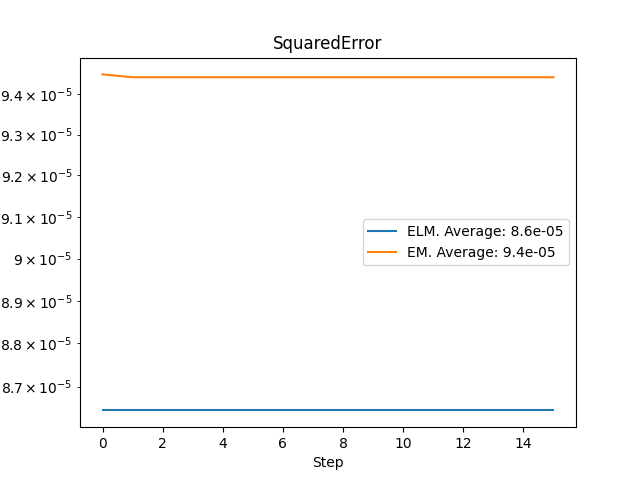 SquaredError
9.4 × 10⁻⁵
9.3 × 10⁻⁵
9.2 × 10⁻⁵
9.1 × 10⁻⁵
9 × 10⁻⁵
8.9 × 10⁻⁵
8.8 × 10⁻⁵
8.7 × 10⁻⁵
ELM. Average: 8.6e-05
EM. Average: 9.4e-05
0 2 4 6 8 10 12 14
Step